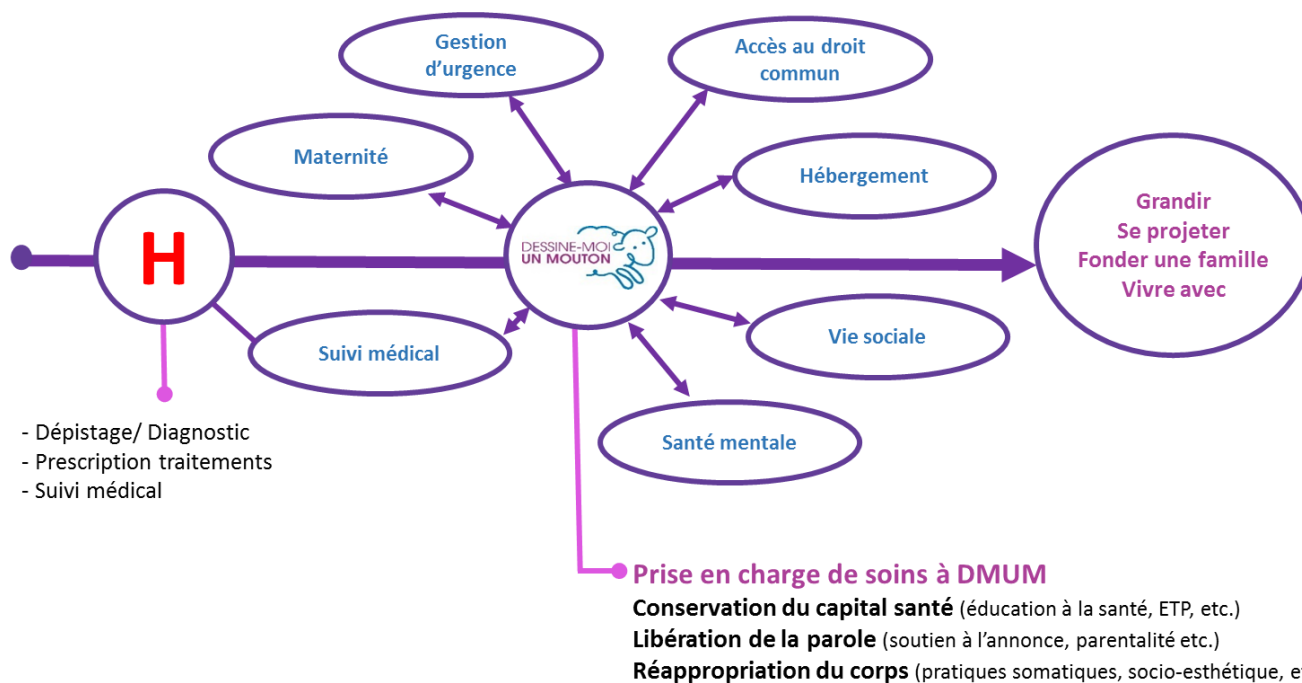 Gestion
d'urgence
Accès au droit
commun
Maternité
Hébergement
H
DESSINE-MOI
UN MOUTON
Grandir
Se projeter
Fonder une famille
Vivre avec
Suivi médical
Vie sociale
Santé mentale
- Dépistage/ Diagnostic
- Prescription traitements
- Suivi médical
Prise en charge de soins à DMUM
Conservation du capital santé (éducation à la santé, ETP, etc.)
Libération de la parole (soutien à l'annonce, parentalité etc.)
Réappropriation du corps (pratiques somatiques, socio-esthétique,